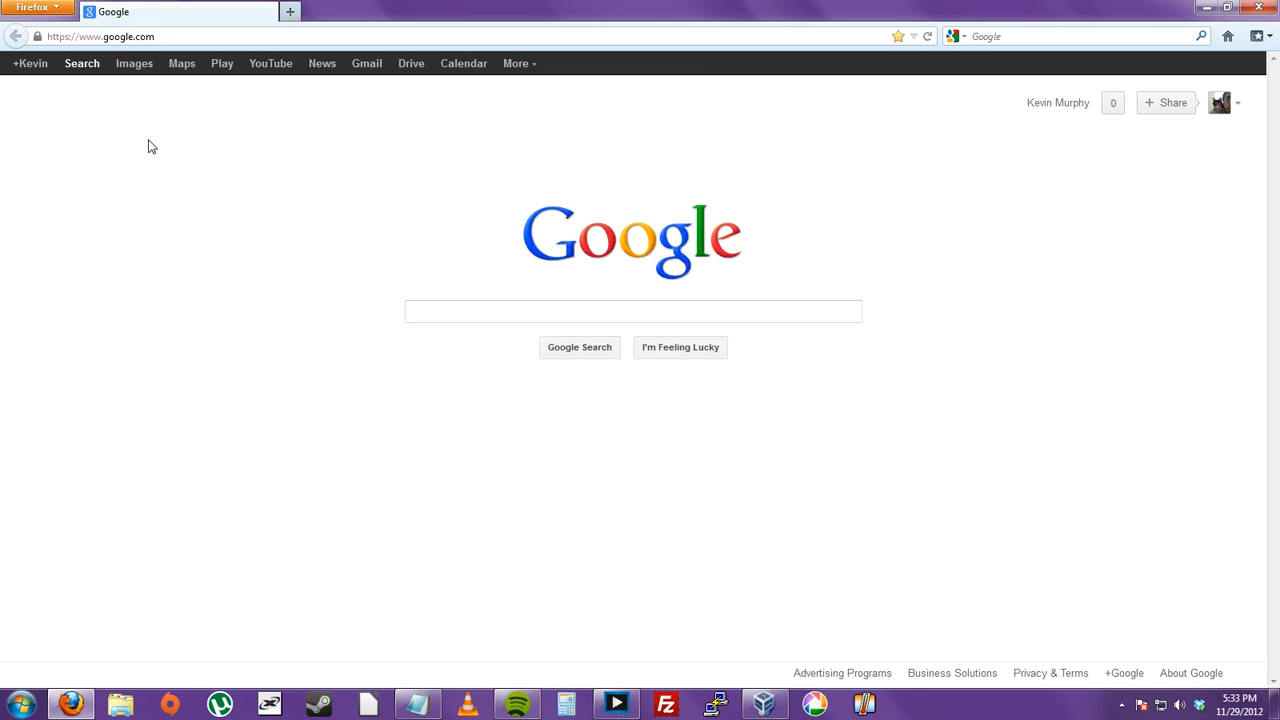 Firefox
Google
https://www.google.com
Google
+Kevin Search Images Maps Play YouTube News Gmail Drive Calendar More
Kevin Murphy 0 + Share
Google
Google Search I'm Feeling Lucky
Advertising Programs Business Solutions Privacy & Terms +Google About Google
5:33 PM
11/29/2012